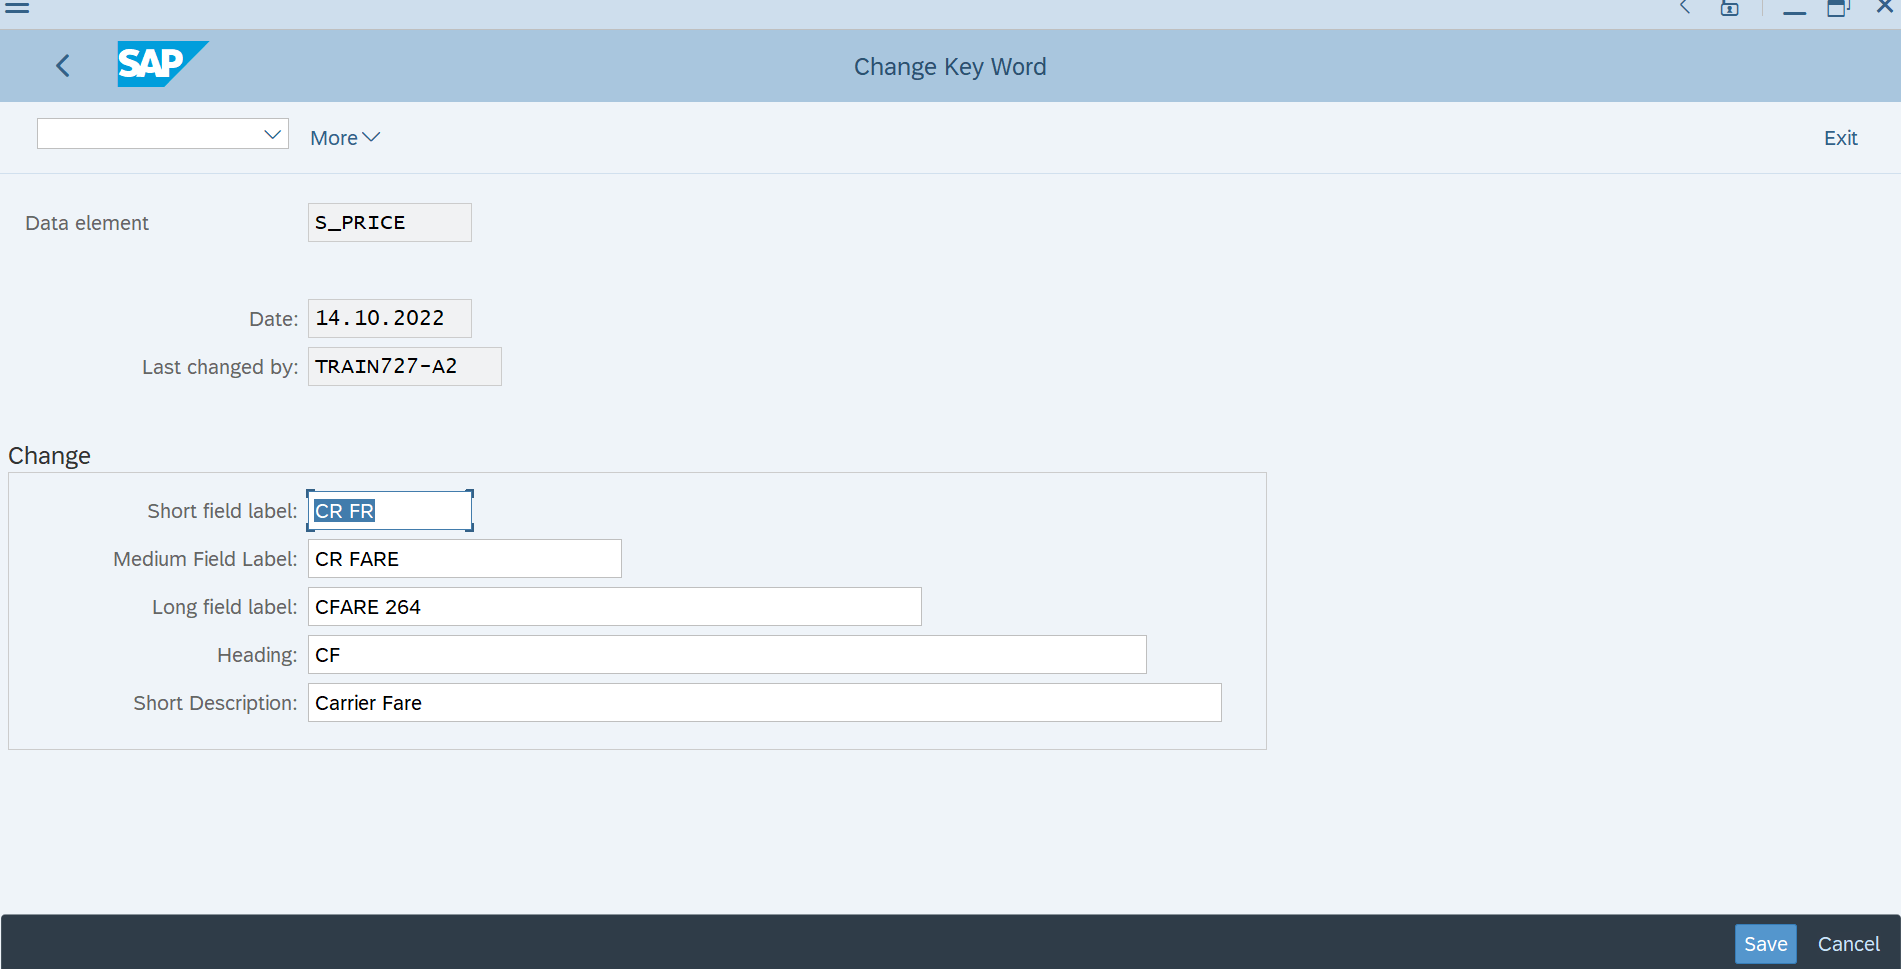 SAP
Change Key Word
More
Exit
Data element S_PRICE
Date: 14.10.2022
Last changed by: TRAIN727-A2
Change
Short field label: CR FR
Medium Field Label: CR FARE
Long field label: CFARE 264
Heading: CF
Short Description: Carrier Fare
Save Cancel